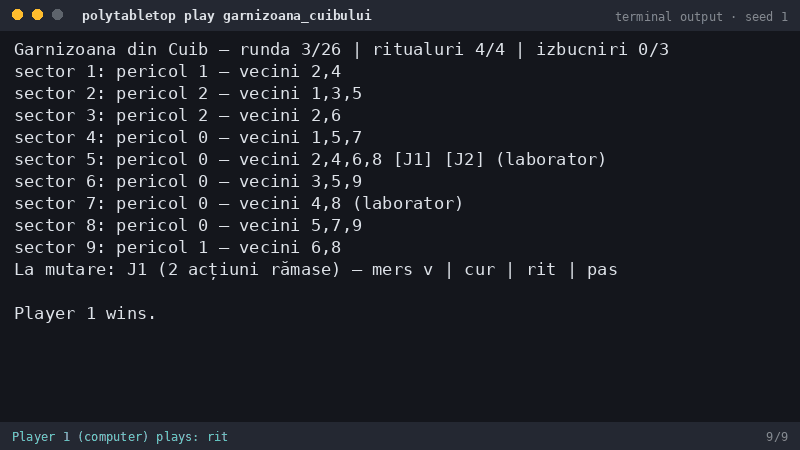 polytabletop play garnizoana_cuibului
terminal output · seed 1
Garnizoana din Cuib — runda 3/26 | ritualuri 4/4 | izbucniri 0/3
sector 1: pericol 1 — vecini 2,4
sector 2: pericol 2 — vecini 1,3,5
sector 3: pericol 2 — vecini 2,6
sector 4: pericol 0 — vecini 1,5,7
sector 5: pericol 0 — vecini 2,4,6,8 [J1] [J2] (laborator)
sector 6: pericol 0 — vecini 3,5,9
sector 7: pericol 0 — vecini 4,8 (laborator)
sector 8: pericol 0 — vecini 5,7,9
sector 9: pericol 1 — vecini 6,8
La mutare: J1 (2 acțiuni rămase) — mers v | cur | rit | pas
Player 1 wins.
Player 1 (computer) plays: rit
9/9